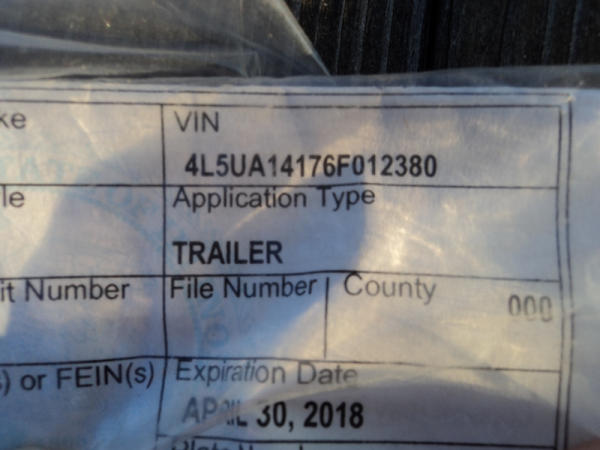 ke VIN
4L5UA14176F012380
le Application Type
TRAILER
it Number File Number County
000
) or FEIN(s) Expiration Date
APRIL 30, 2018